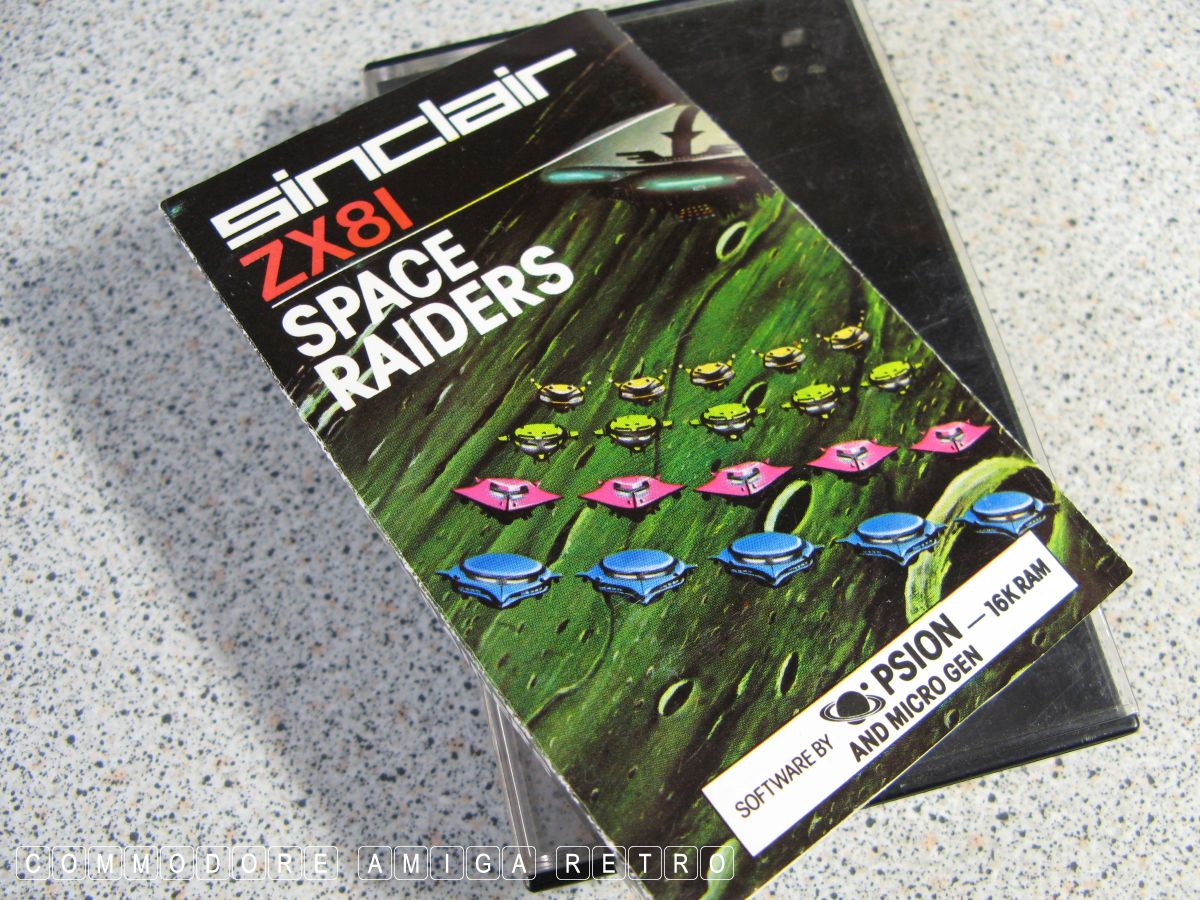 sinclair
ZX81
SPACE
RAIDERS
SOFTWARE BY PSION — 16K RAM
AND MICRO GEN
COMMODORE AMIGA RETRO